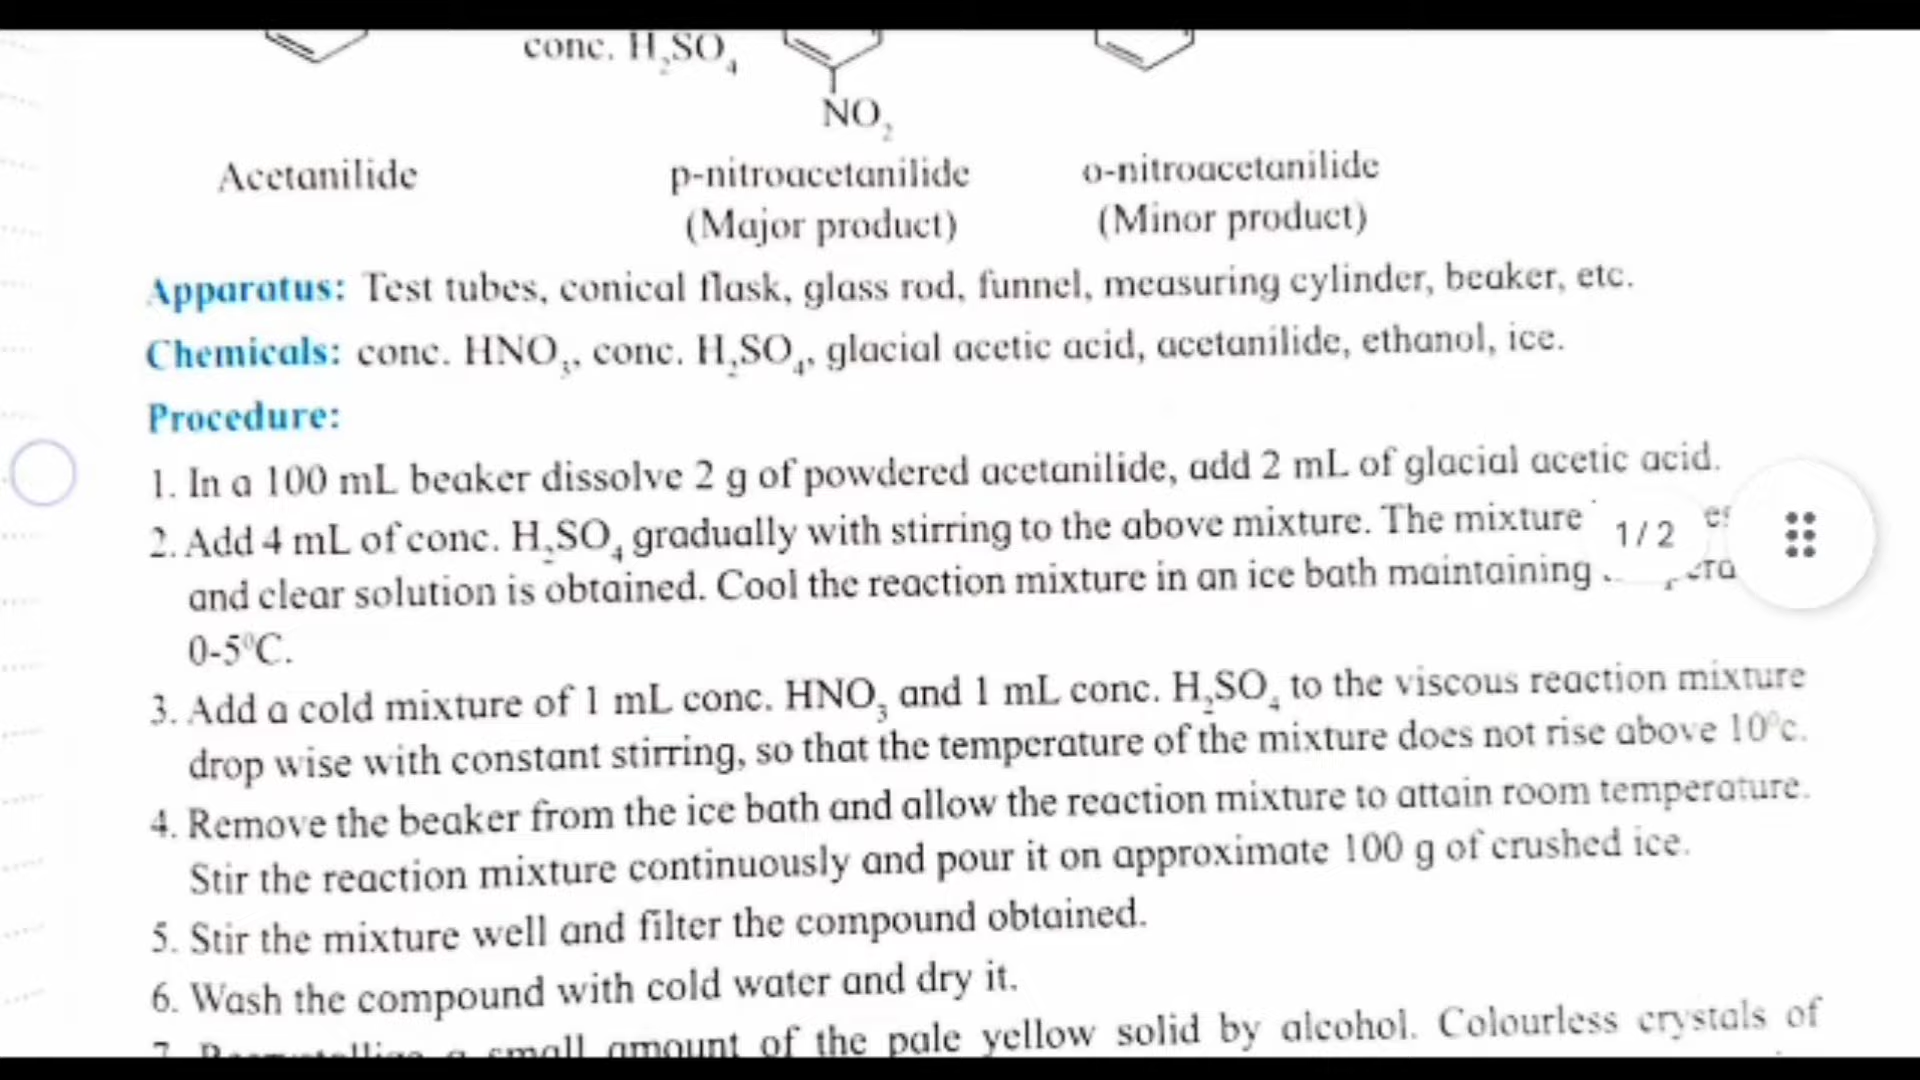 conc. H₂SO₄
NO₂
Acetanilide p-nitroacetanilide o-nitroacetanilide
(Major product) (Minor product)
Apparatus: Test tubes, conical flask, glass rod, funnel, measuring cylinder, beaker, etc.
Chemicals: conc. HNO₃, conc. H₂SO₄, glacial acetic acid, acetanilide, ethanol, ice.
Procedure:
1. In a 100 mL beaker dissolve 2 g of powdered acetanilide, add 2 mL of glacial acetic acid.
2. Add 4 mL of conc. H₂SO₄ gradually with stirring to the above mixture. The mixture
1/2
and clear solution is obtained. Cool the reaction mixture in an ice bath maintaining
0-5⁰C.
3. Add a cold mixture of 1 mL conc. HNO₃ and 1 mL conc. H₂SO₄ to the viscous reaction mixture
drop wise with constant stirring, so that the temperature of the mixture does not rise above 10⁰c.
4. Remove the beaker from the ice bath and allow the reaction mixture to attain room temperature.
Stir the reaction mixture continuously and pour it on approximate 100 g of crushed ice.
5. Stir the mixture well and filter the compound obtained.
6. Wash the compound with cold water and dry it.
7. Recrystallise a small amount of the pale yellow solid by alcohol. Colourless crystals of